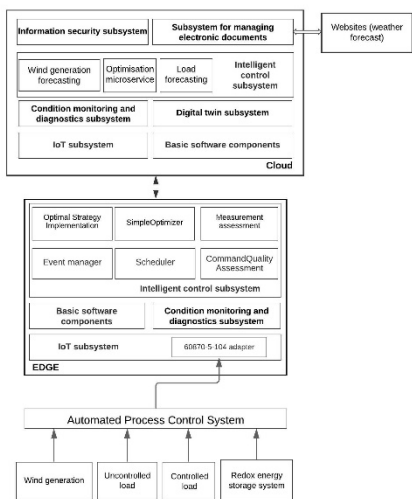 Information security subsystem
Subsystem for managing
electronic documents
Websites (weather
forecast)
Wind generation
forecasting
Optimisation
microservice
Load
forecasting
Intelligent
control
subsystem
Condition monitoring and
diagnostics subsystem
Digital twin subsystem
IoT subsystem
Basic software components
Cloud
Optimal Strategy
Implementation
SimpleOptimizer
Measurement
assessment
Event manager
Scheduler
CommandQuality
Assessment
Intelligent control subsystem
Basic software
components
Condition monitoring and
diagnostics subsystem
IoT subsystem
60870-5-104 adapter
EDGE
Automated Process Control System
Wind generation
Uncontrolled
load
Controlled
load
Redox energy
storage system